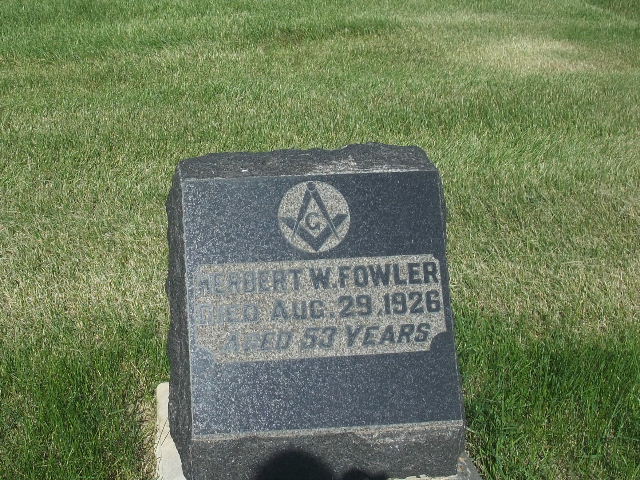 G
HERBERT W. FOWLER
DIED AUG. 29, 1926
AGED 53 YEARS